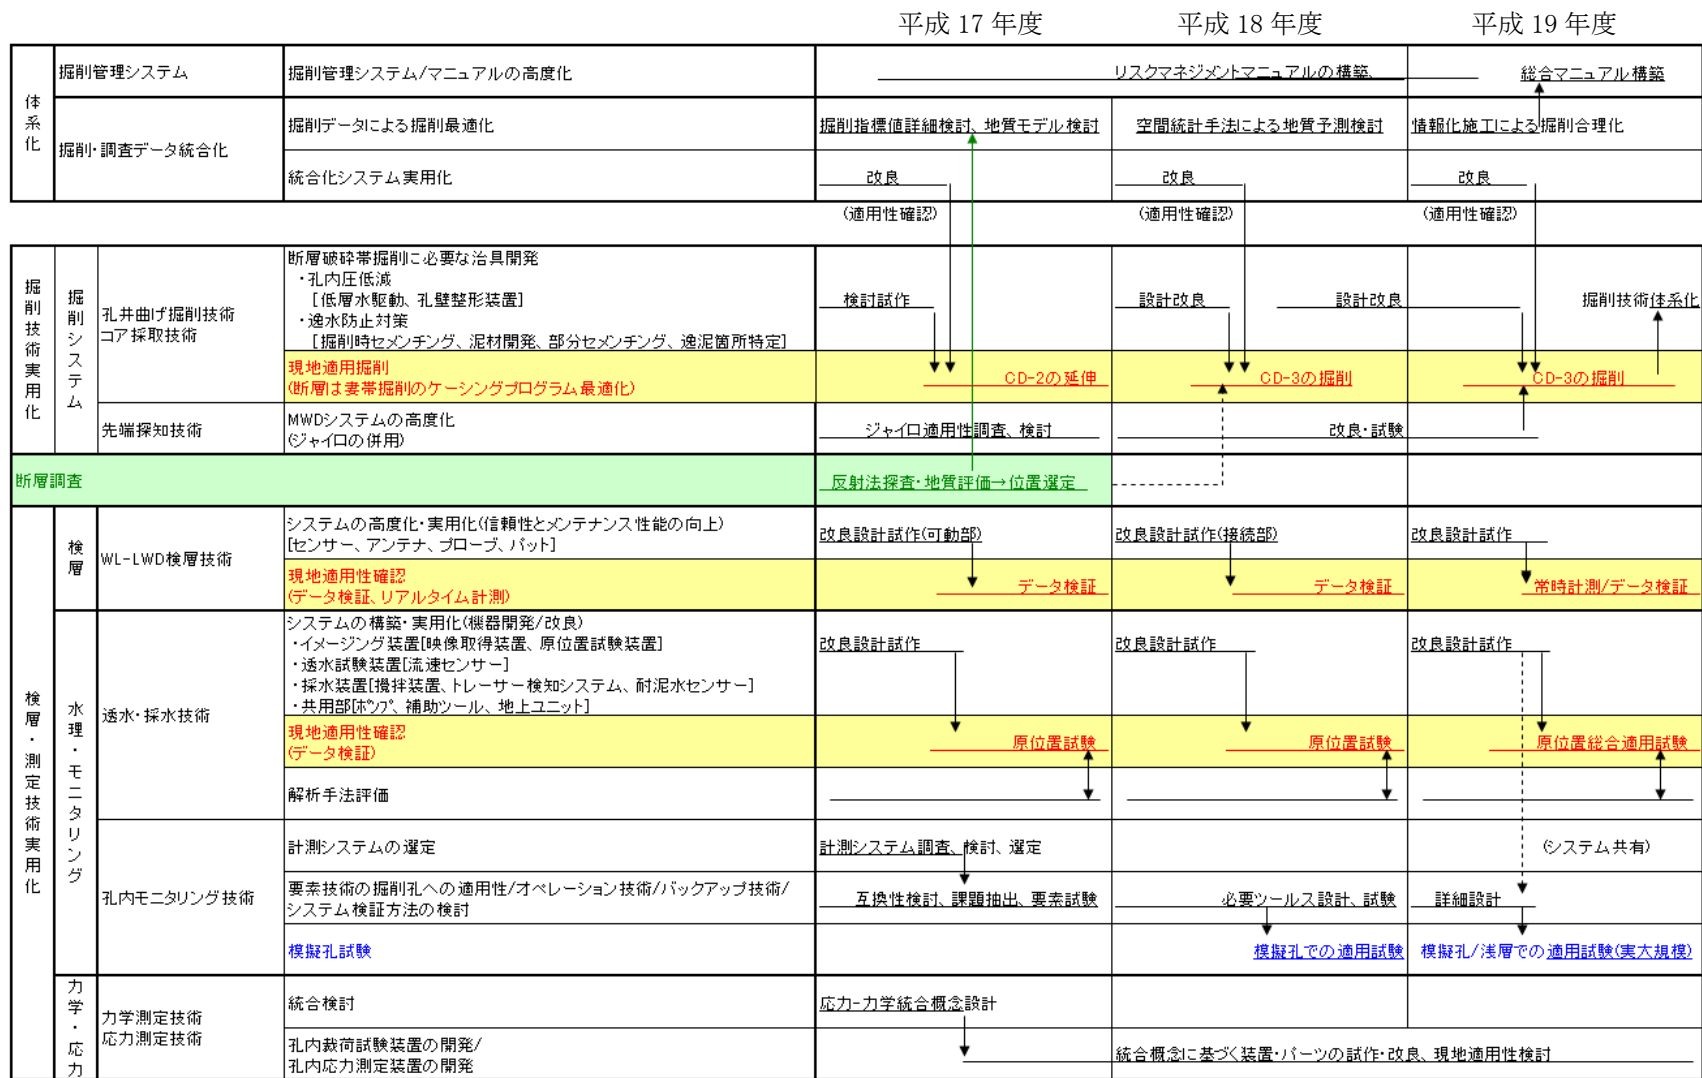 平成 17 年度
平成 18 年度
平成 19 年度
体系化
掘削管理システム
掘削管理システム/マニュアルの高度化
リスクマネジメントマニュアルの構築、
総合マニュアル構築
掘削・調査データ統合化
掘削データによる掘削最適化
掘削指標値詳細検討、地質モデル検討
空間統計手法による地質予測検討
情報化施工による掘削合理化
統合化システム実用化
改良
改良
改良
(適用性確認)
(適用性確認)
(適用性確認)
掘削技術実用化
掘削システム
孔井曲げ掘削技術
コア採取技術
断層破砕帯掘削に必要な治具開発
・孔内圧低減
[低層水駆動、孔壁整形装置]
・逸水防止対策
[掘削時セメンチング、泥材開発、部分セメンチング、逸泥箇所特定]
検討試作
設計改良
設計改良
掘削技術体系化
現地適用掘削
(断層は妻帯掘削のケーシングプログラム最適化)
CD-2の延伸
CD-3の掘削
CD-3の掘削
先端探知技術
MWDシステムの高度化
(ジャイロの併用)
ジャイロ適用性調査、検討
改良・試験
断層調査
反射法探査・地質評価→位置選定
検層・測定技術実用化
検層
WL-LWD検層技術
システムの高度化・実用化(信頼性とメンテナンス性能の向上)
[センサー、アンテナ、プローブ、パット]
改良設計試作(可動部)
改良設計試作(接続部)
改良設計試作
現地適用性確認
(データ検証、リアルタイム計測)
データ検証
データ検証
常時計測/データ検証
水理・モニタリング
透水・採水技術
システムの構築・実用化(機器開発/改良)
・イメージング装置[映像取得装置、原位置試験装置]
・透水試験装置[流速センサー]
・採水装置[攪拌装置、トレーサー検知システム、耐泥水センサー]
・共用部[ポンプ、補助ツール、地上ユニット]
改良設計試作
改良設計試作
改良設計試作
現地適用性確認
(データ検証)
原位置試験
原位置試験
原位置総合適用試験
解析手法評価
孔内モニタリング技術
計測システムの選定
計測システム調査、検討、選定
(システム共有)
要素技術の掘削孔への適用性/オペレーション技術/バックアップ技術/
システム検証方法の検討
互換性検討、課題抽出、要素試験
必要ツールス設計、試験
詳細設計
模擬孔試験
模擬孔での適用試験
模擬孔/浅層での適用試験(実大規模)
力学・応力
力学測定技術
応力測定技術
統合検討
応力-力学統合概念設計
孔内載荷試験装置の開発/
孔内応力測定装置の開発
統合概念に基づく装置・パーツの試作・改良、現地適用性検討